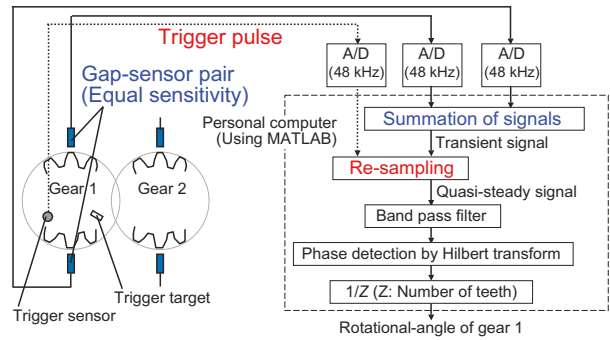 Trigger pulse
A/D
(48 kHz)
A/D
(48 kHz)
A/D
(48 kHz)
Gap-sensor pair
(Equal sensitivity)
Personal computer
(Using MATLAB)
Summation of signals
Transient signal
Re-sampling
Quasi-steady signal
Band pass filter
Phase detection by Hilbert transform
1/Z (Z: Number of teeth)
Rotational-angle of gear 1
Gear 1
Gear 2
Trigger target
Trigger sensor